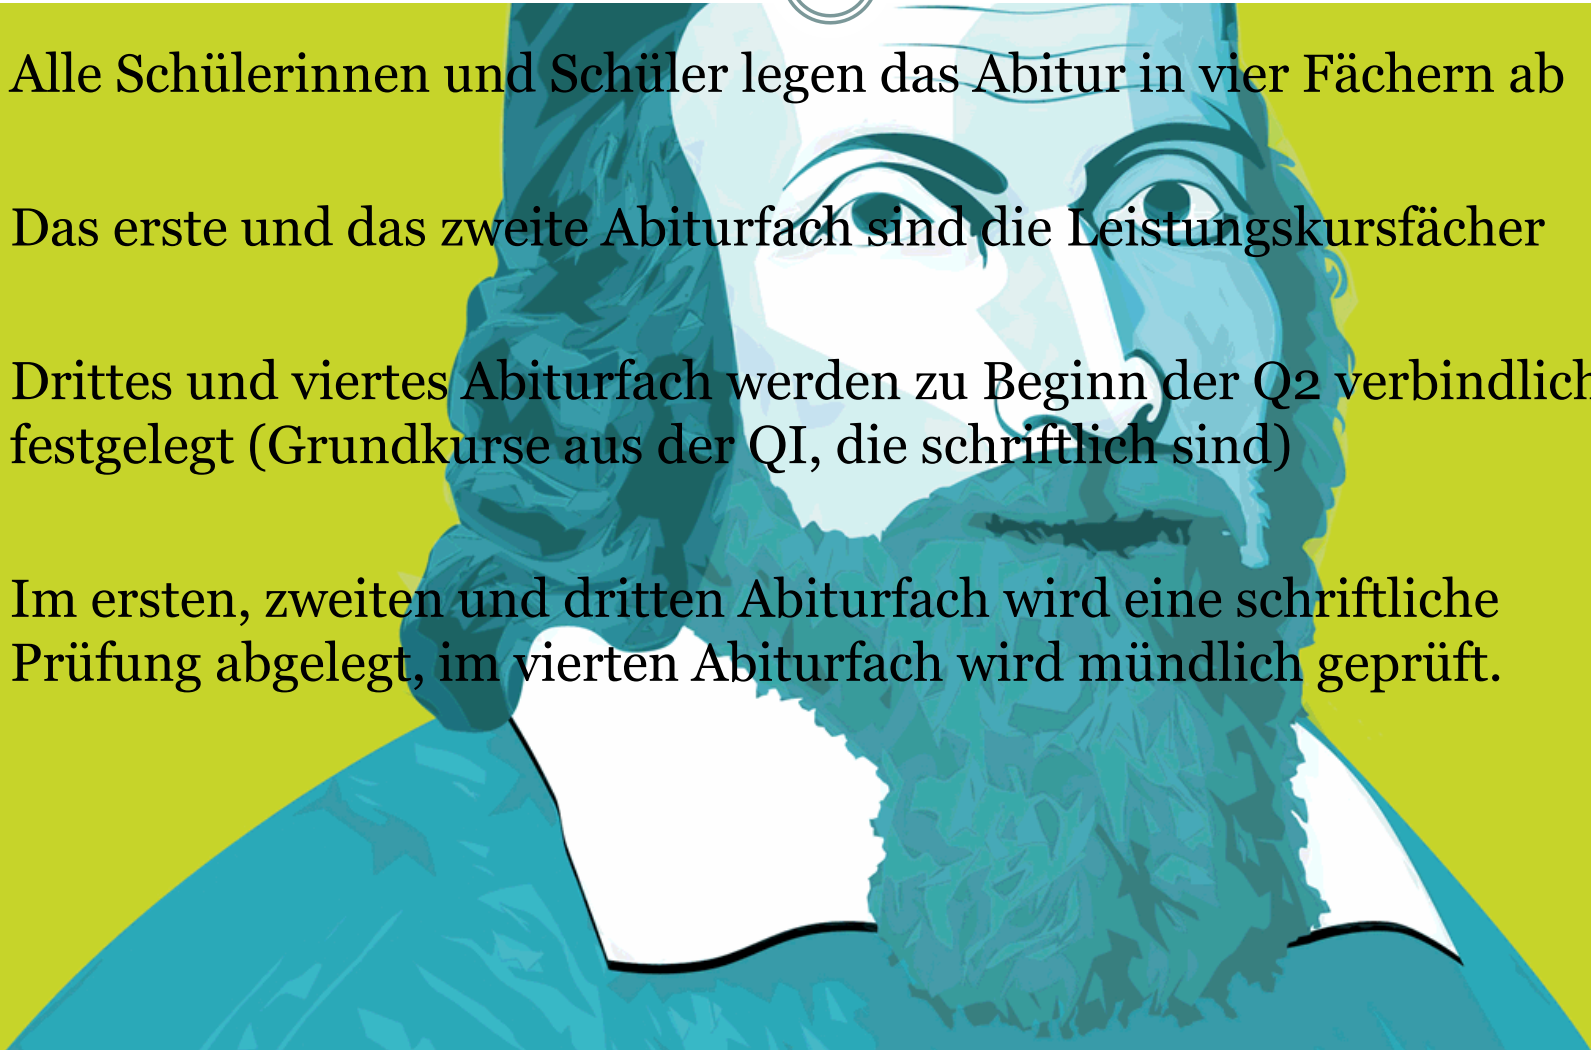 Alle Schülerinnen und Schüler legen das Abitur in vier Fächern ab
Das erste und das zweite Abiturfach sind die Leistungskursfächer
Drittes und viertes Abiturfach werden zu Beginn der Q2 verbindlich
festgelegt (Grundkurse aus der QI, die schriftlich sind)
Im ersten, zweiten und dritten Abiturfach wird eine schriftliche
Prüfung abgelegt, im vierten Abiturfach wird mündlich geprüft.